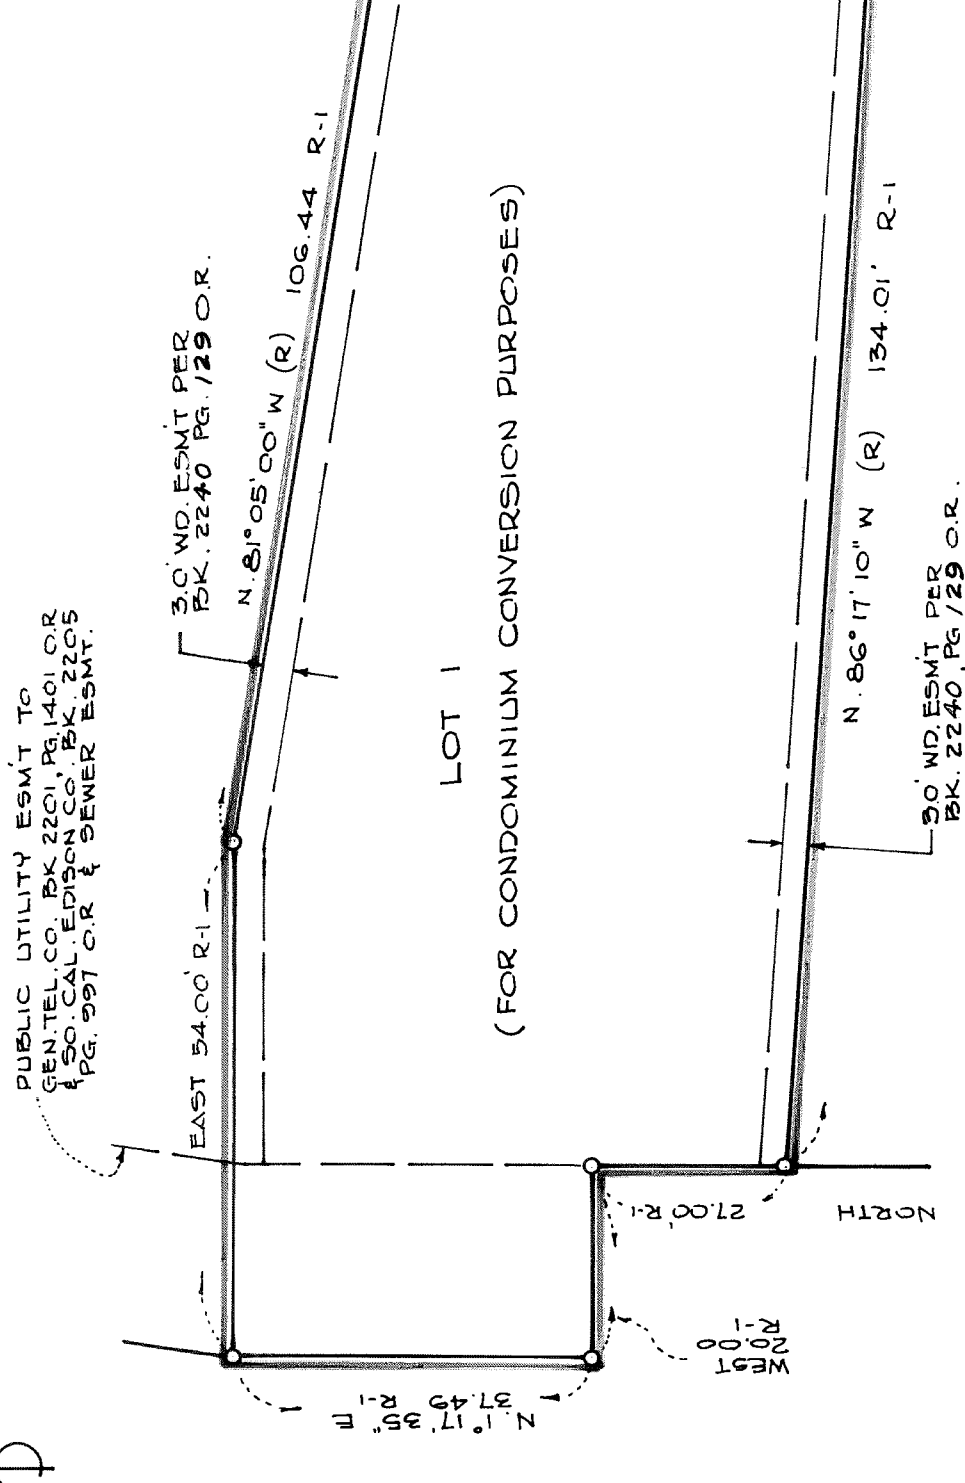 PUBLIC UTILITY ESM'T TO
GEN. TEL. CO. BK 2201, PG. 1401 O.R
& SO. CAL. EDISON CO. BK. 2205
PG. 997 O.R & SEWER ESMT.
3.0' WD. ESM'T PER
BK. 2240 PG. 129 O.R.
EAST 54.00' R-1
N. 81° 05' 00" W (R) 106.44 R-1
LOT 1
(FOR CONDOMINIUM CONVERSION PURPOSES)
N. 86° 17' 10" W (R) 134.01' R-1
3.0' WD. ESM'T PER
BK. 2240, PG 129 O.R.
N. 1° 17' 35" E
37.49 R-1
WEST
20.00
R-1
27.00' R-1
NORTH